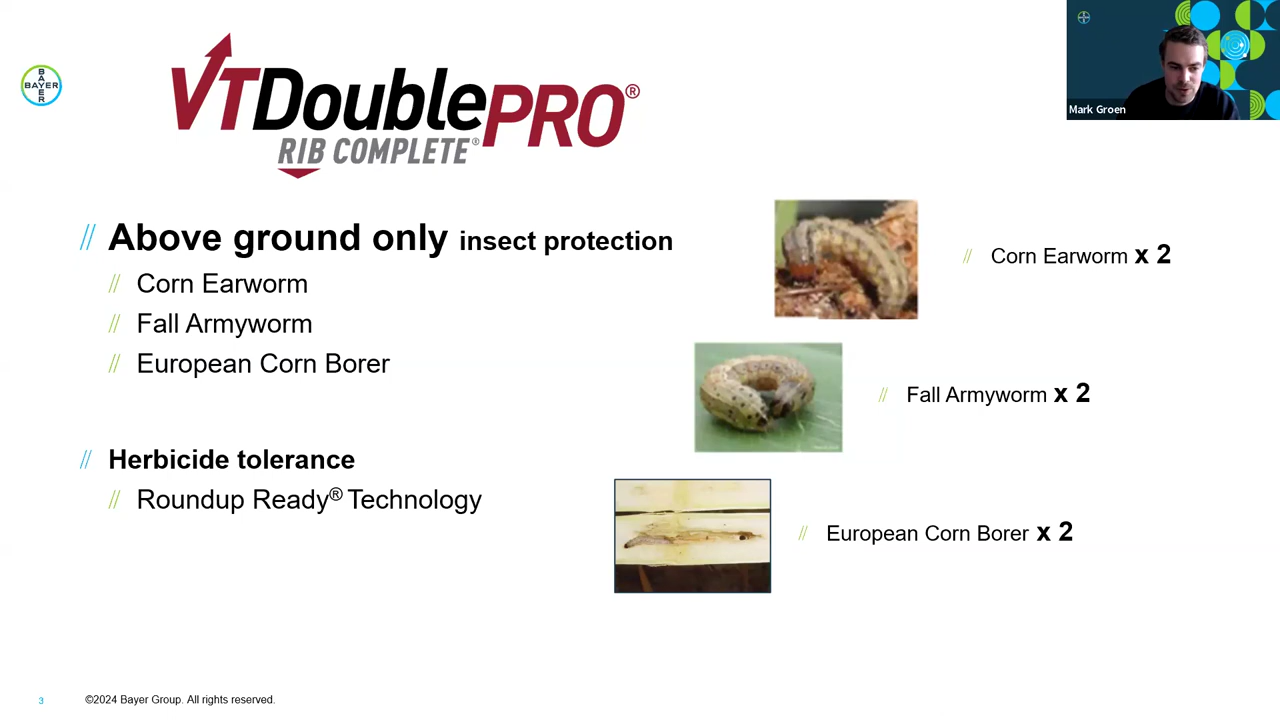 BAYER
BAYER
VTDoublePRO®
RIB COMPLETE®
Mark Groen
// Above ground only insect protection
// Corn Earworm
// Fall Armyworm
// European Corn Borer
// Herbicide tolerance
// Roundup Ready® Technology
// Corn Earworm x 2
// Fall Armyworm x 2
// European Corn Borer x 2
3
©2024 Bayer Group. All rights reserved.